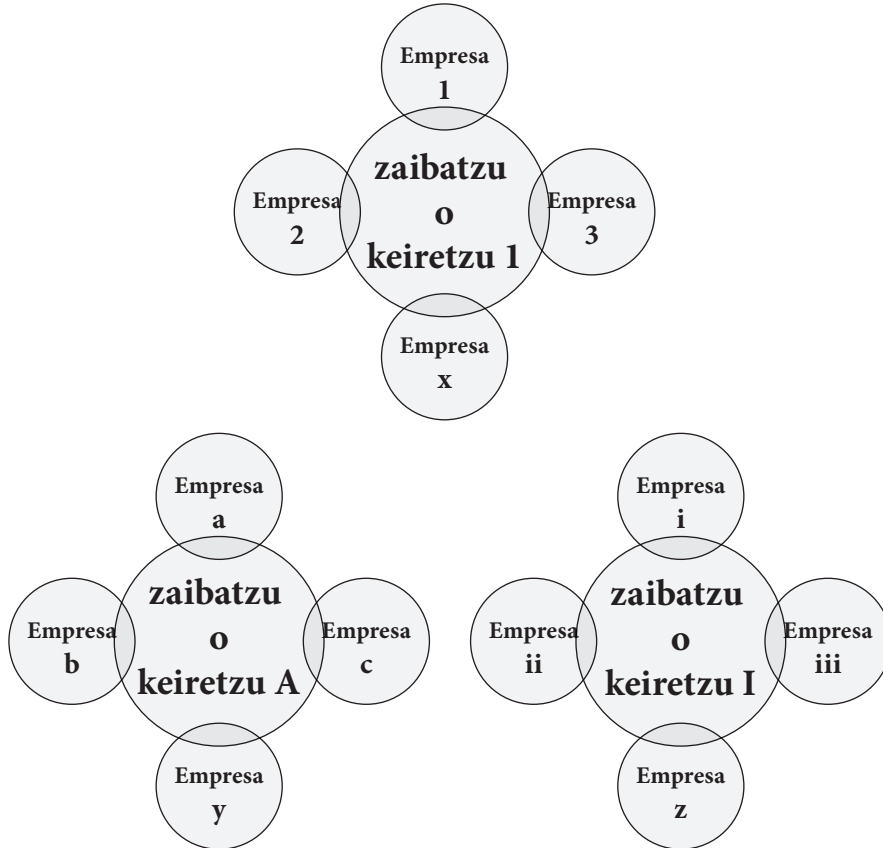 Empresa
1
zaibatzu
o
keiretzu 1
Empresa
2
Empresa
3
Empresa
x
Empresa
a
zaibatzu
o
keiretzu A
Empresa
b
Empresa
c
Empresa
y
Empresa
i
zaibatzu
o
keiretzu I
Empresa
ii
Empresa
iii
Empresa
z